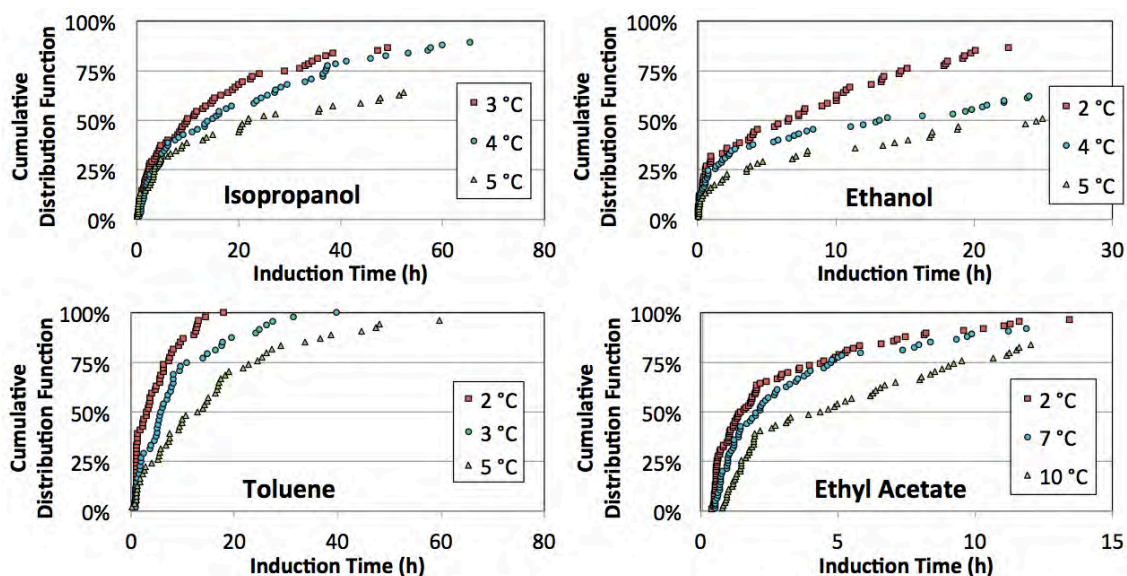 Cumulative
Distribution Function
100%
75%
50%
25%
0%
0
20
40
60
80
Induction Time (h)
Isopropanol
3 °C
4 °C
5 °C
Cumulative
Distribution Function
100%
75%
50%
25%
0%
0
10
20
30
Induction Time (h)
Ethanol
2 °C
4 °C
5 °C
Cumulative
Distribution Function
100%
75%
50%
25%
0%
0
20
40
60
80
Induction Time (h)
Toluene
2 °C
3 °C
5 °C
Cumulative
Distribution Function
100%
75%
50%
25%
0%
0
5
10
15
Induction Time (h)
Ethyl Acetate
2 °C
7 °C
10 °C